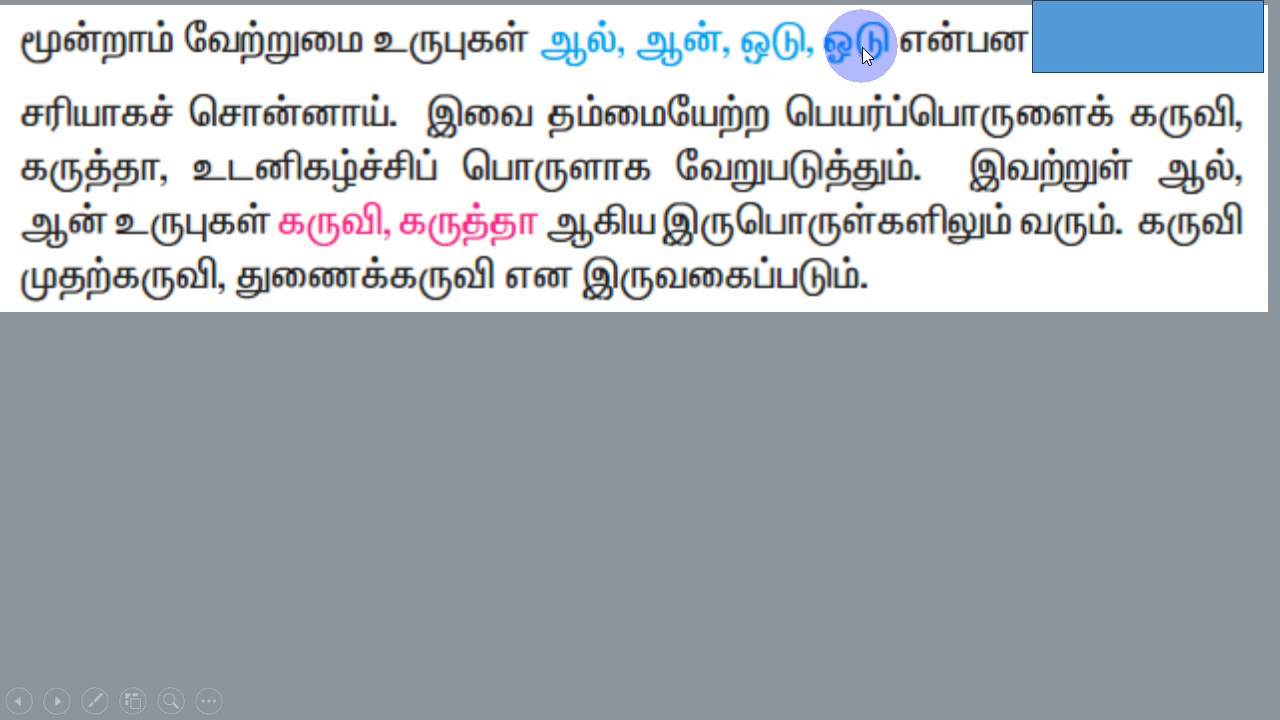 மூன்றாம் வேற்றுமை உருபுகள் ஆல், ஆன், ஒடு, ஓடு என்பன
சரியாகச் சொன்னாய். இவை தம்மையேற்ற பெயர்ப்பொருளைக் கருவி,
கருத்தா, உடனிகழ்ச்சிப் பொருளாக வேறுபடுத்தும். இவற்றுள் ஆல்,
ஆன் உருபுகள் கருவி, கருத்தா ஆகிய இருபொருள்களிலும் வரும். கருவி
முதற்கருவி, துணைக்கருவி என இருவகைப்படும்.